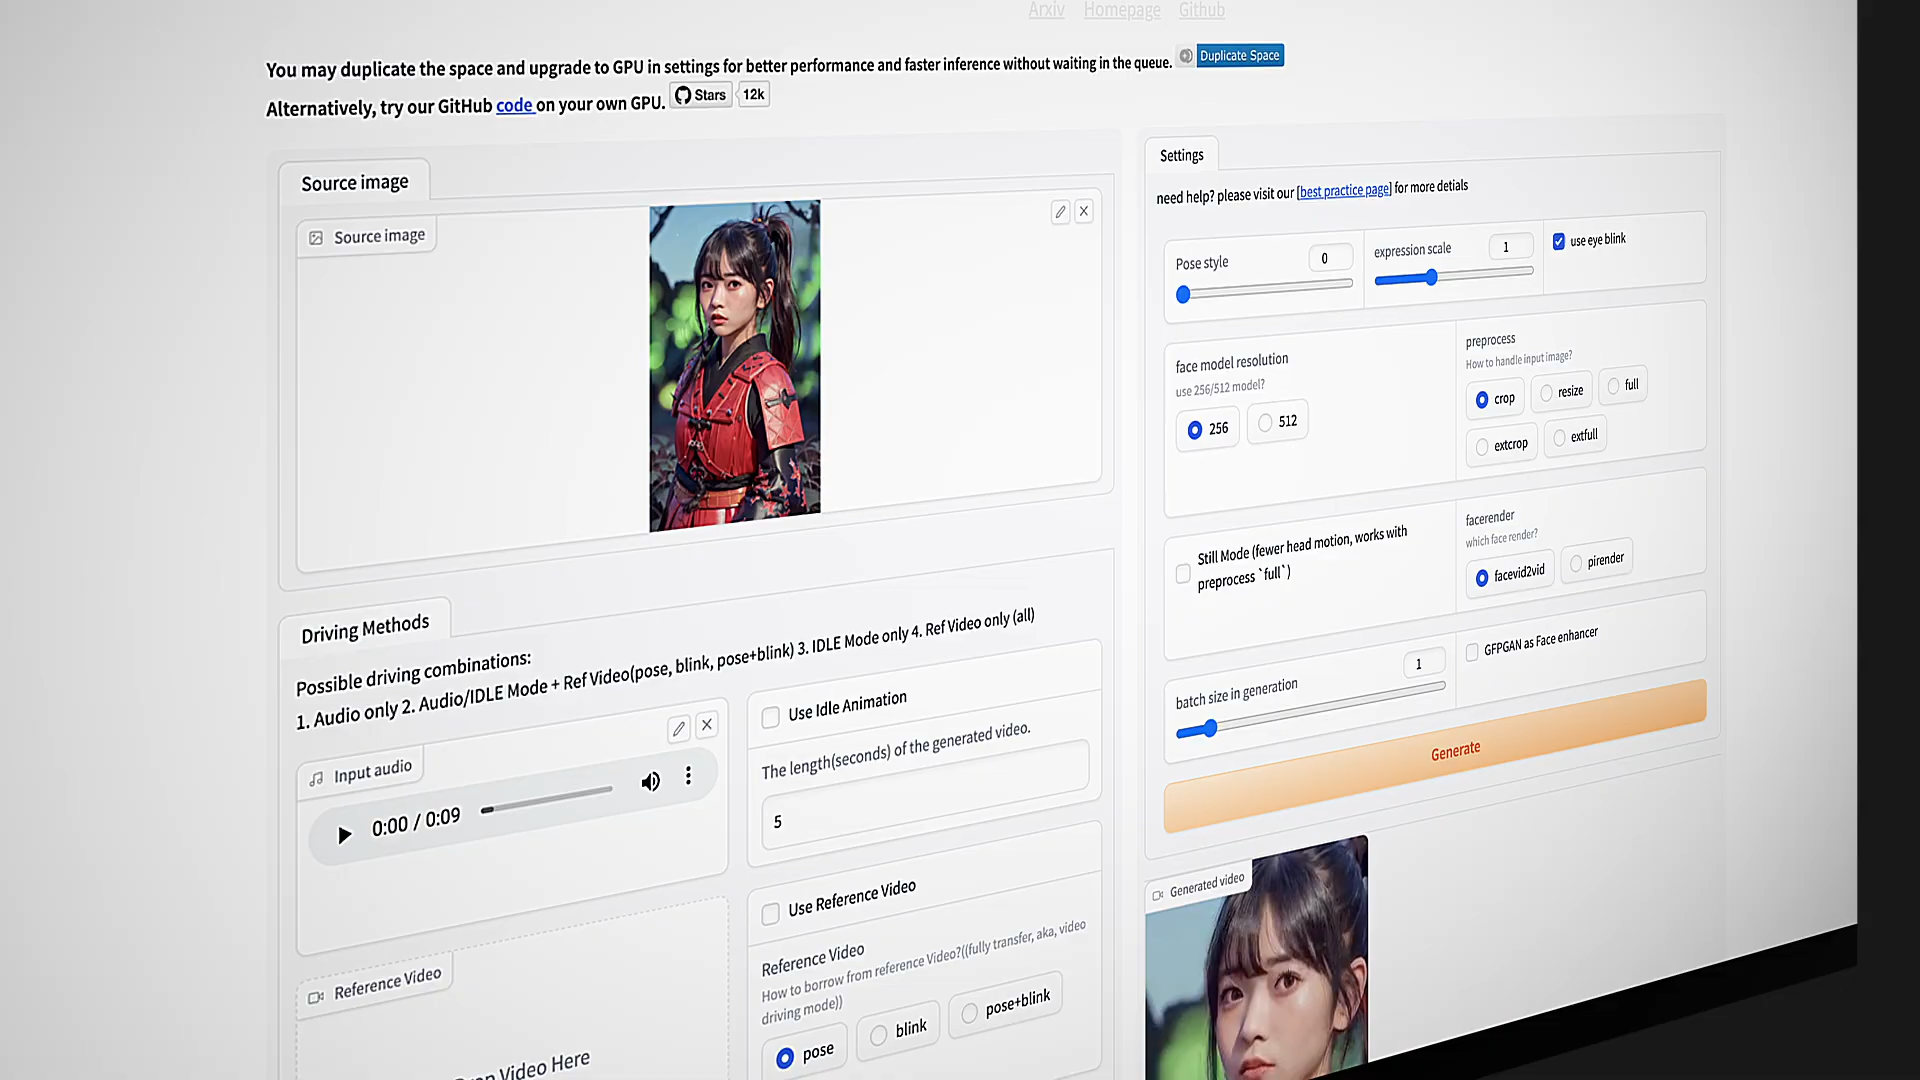 Arxiv Homepage Github
You may duplicate the space and upgrade to GPU in settings for better performance and faster inference without waiting in the queue. Duplicate Space
Alternatively, try our GitHub code on your own GPU. Stars 12k
Source image
Source image
Driving Methods
Possible driving combinations:
1. Audio only 2. Audio/IDLE Mode + Ref Video(pose, blink, pose+blink) 3. IDLE Mode only 4. Ref Video only (all)
Input audio
0:00 / 0:09
Reference Video
Video Here
Use Idle Animation
The length(seconds) of the generated video.
5
Use Reference Video
Reference Video
How to borrow from reference Video?((fully transfer, aka, video
driving mode))
pose blink pose+blink
Settings
need help? please visit our [best practice page] for more detials
Pose style 0
expression scale 1
use eye blink
face model resolution
use 256/512 model?
256 512
preprocess
How to handle input image?
crop resize full
extcrop extfull
Still Mode (fewer head motion, works with
preprocess `full`)
facerender
which face render?
facevid2vid pirender
batch size in generation 1
GFPGAN as Face enhancer
Generate
Generated video